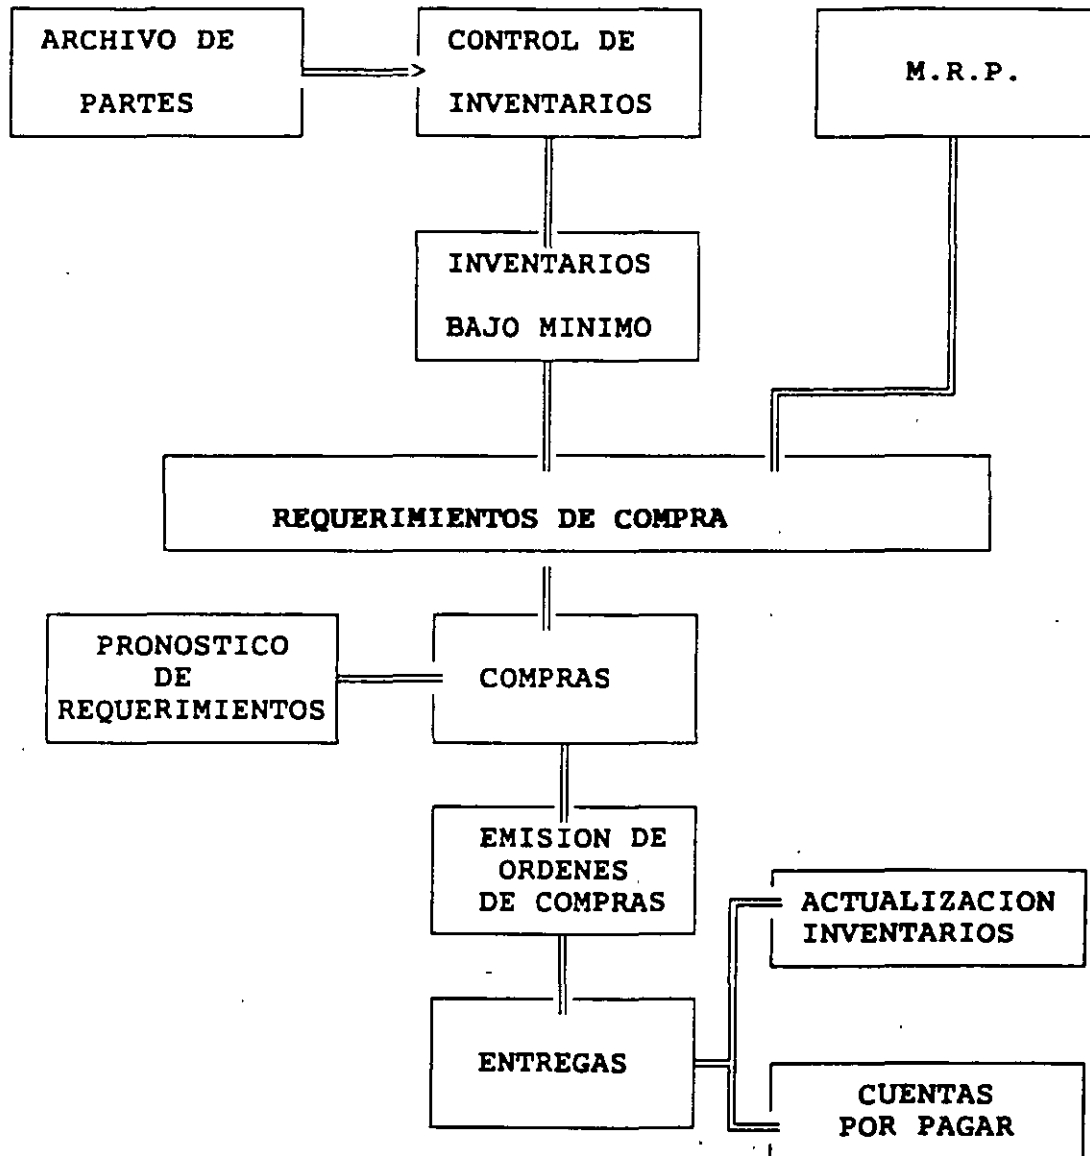 ARCHIVO DE
PARTES
CONTROL DE
INVENTARIOS
M.R.P.
INVENTARIOS
BAJO MINIMO
REQUERIMIENTOS DE COMPRA
PRONOSTICO
DE
REQUERIMIENTOS
COMPRAS
EMISION DE
ORDENES
DE COMPRAS
ACTUALIZACION
INVENTARIOS
ENTREGAS
CUENTAS
POR PAGAR